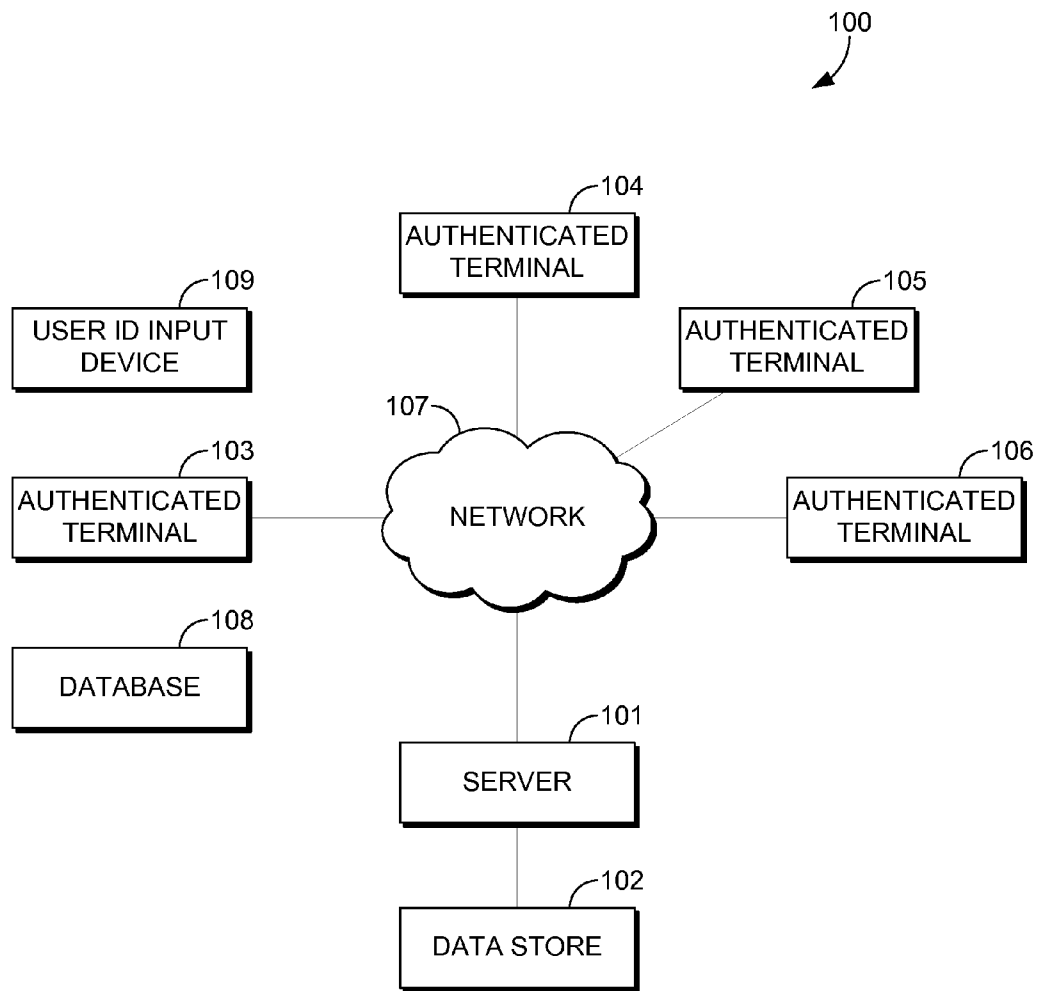 100
104
AUTHENTICATED
TERMINAL
109
USER ID INPUT
DEVICE
105
AUTHENTICATED
TERMINAL
107
NETWORK
103
AUTHENTICATED
TERMINAL
106
AUTHENTICATED
TERMINAL
108
DATABASE
101
SERVER
102
DATA STORE